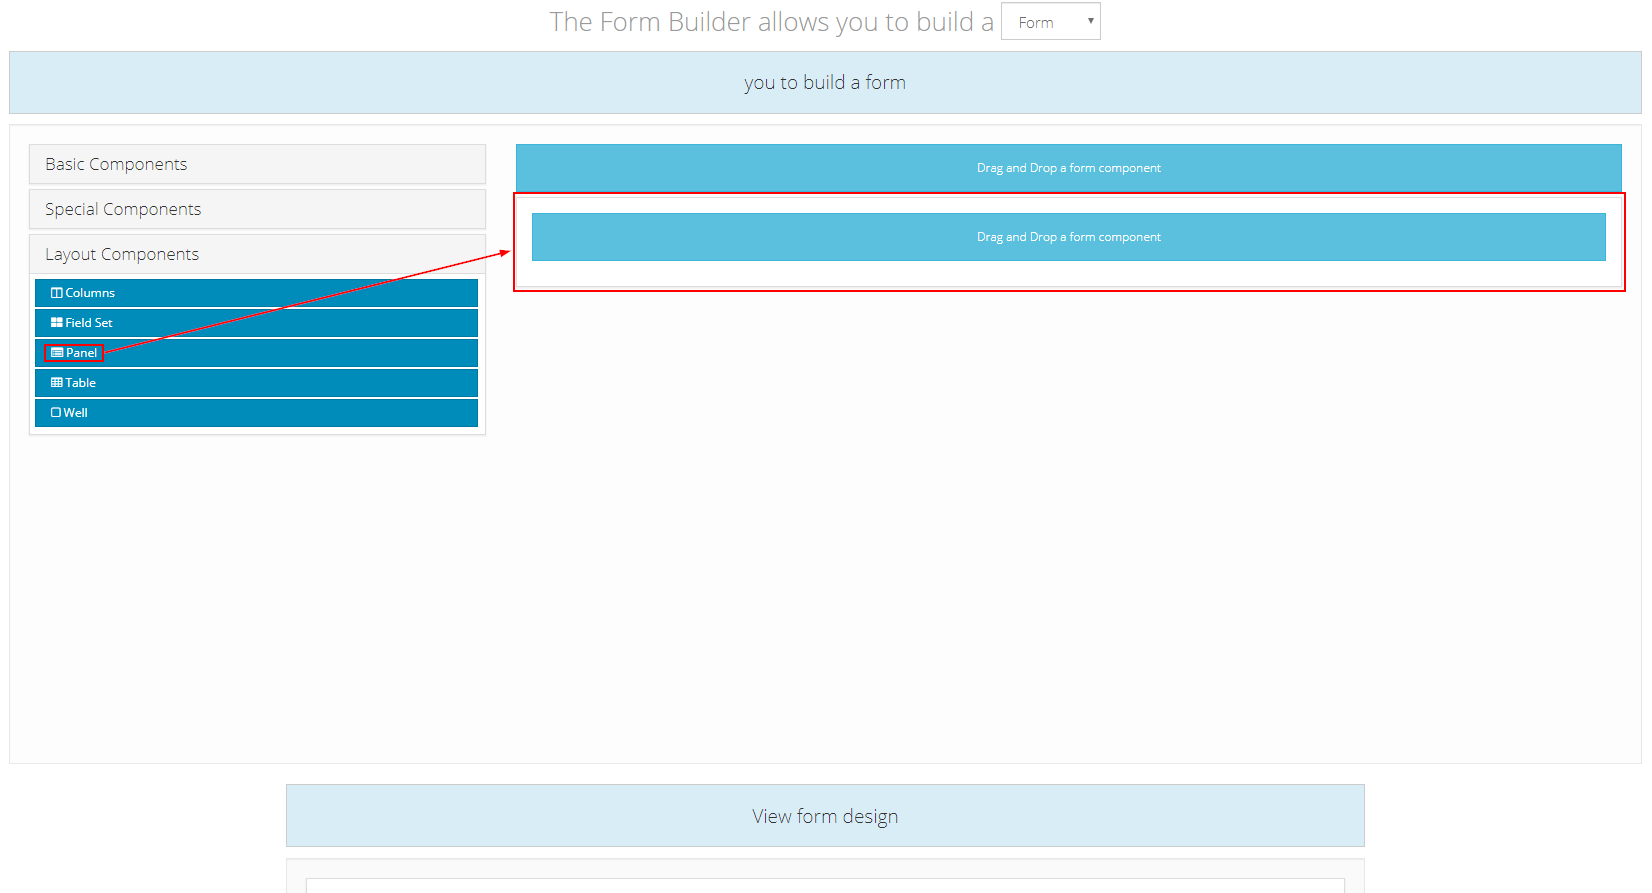 The Form Builder allows you to build a Form
you to build a form
Basic Components
Special Components
Layout Components
Columns
Field Set
Panel
Table
Well
Drag and Drop a form component
Drag and Drop a form component
View form design